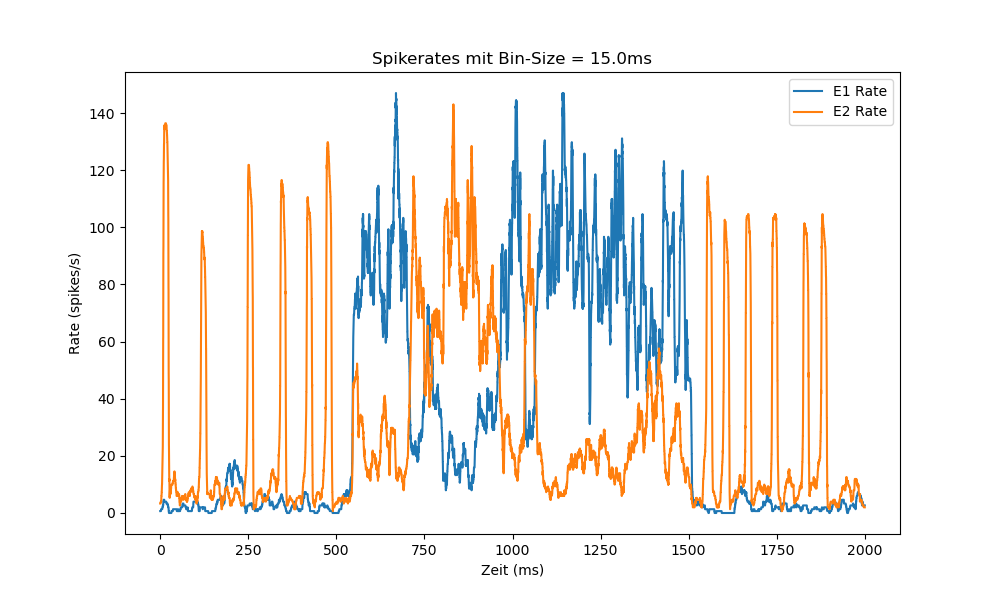 Spikerates mit Bin-Size = 15.0ms
E1 Rate
E2 Rate
Rate (spikes/s)
140
120
100
80
60
40
20
0
0 250 500 750 1000 1250 1500 1750 2000
Zeit (ms)